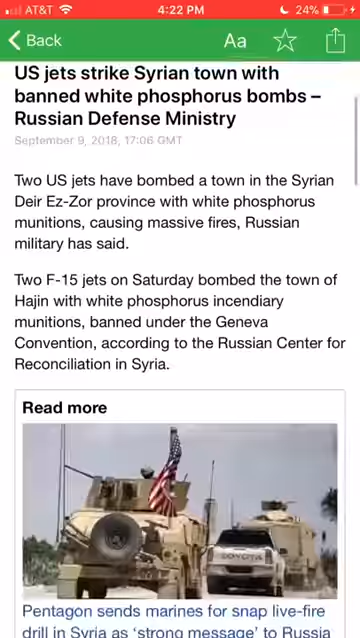 AT&T 4:22 PM 24%
Back Aa
US jets strike Syrian town with
banned white phosphorus bombs –
Russian Defense Ministry
September 9, 2018, 17:06 GMT
Two US jets have bombed a town in the Syrian
Deir Ez-Zor province with white phosphorus
munitions, causing massive fires, Russian
military has said.
Two F-15 jets on Saturday bombed the town of
Hajin with white phosphorus incendiary
munitions, banned under the Geneva
Convention, according to the Russian Center for
Reconciliation in Syria.
Read more
TOYOTA
Pentagon sends marines for snap live-fire
drill in Syria as ‘strong message’ to Russia